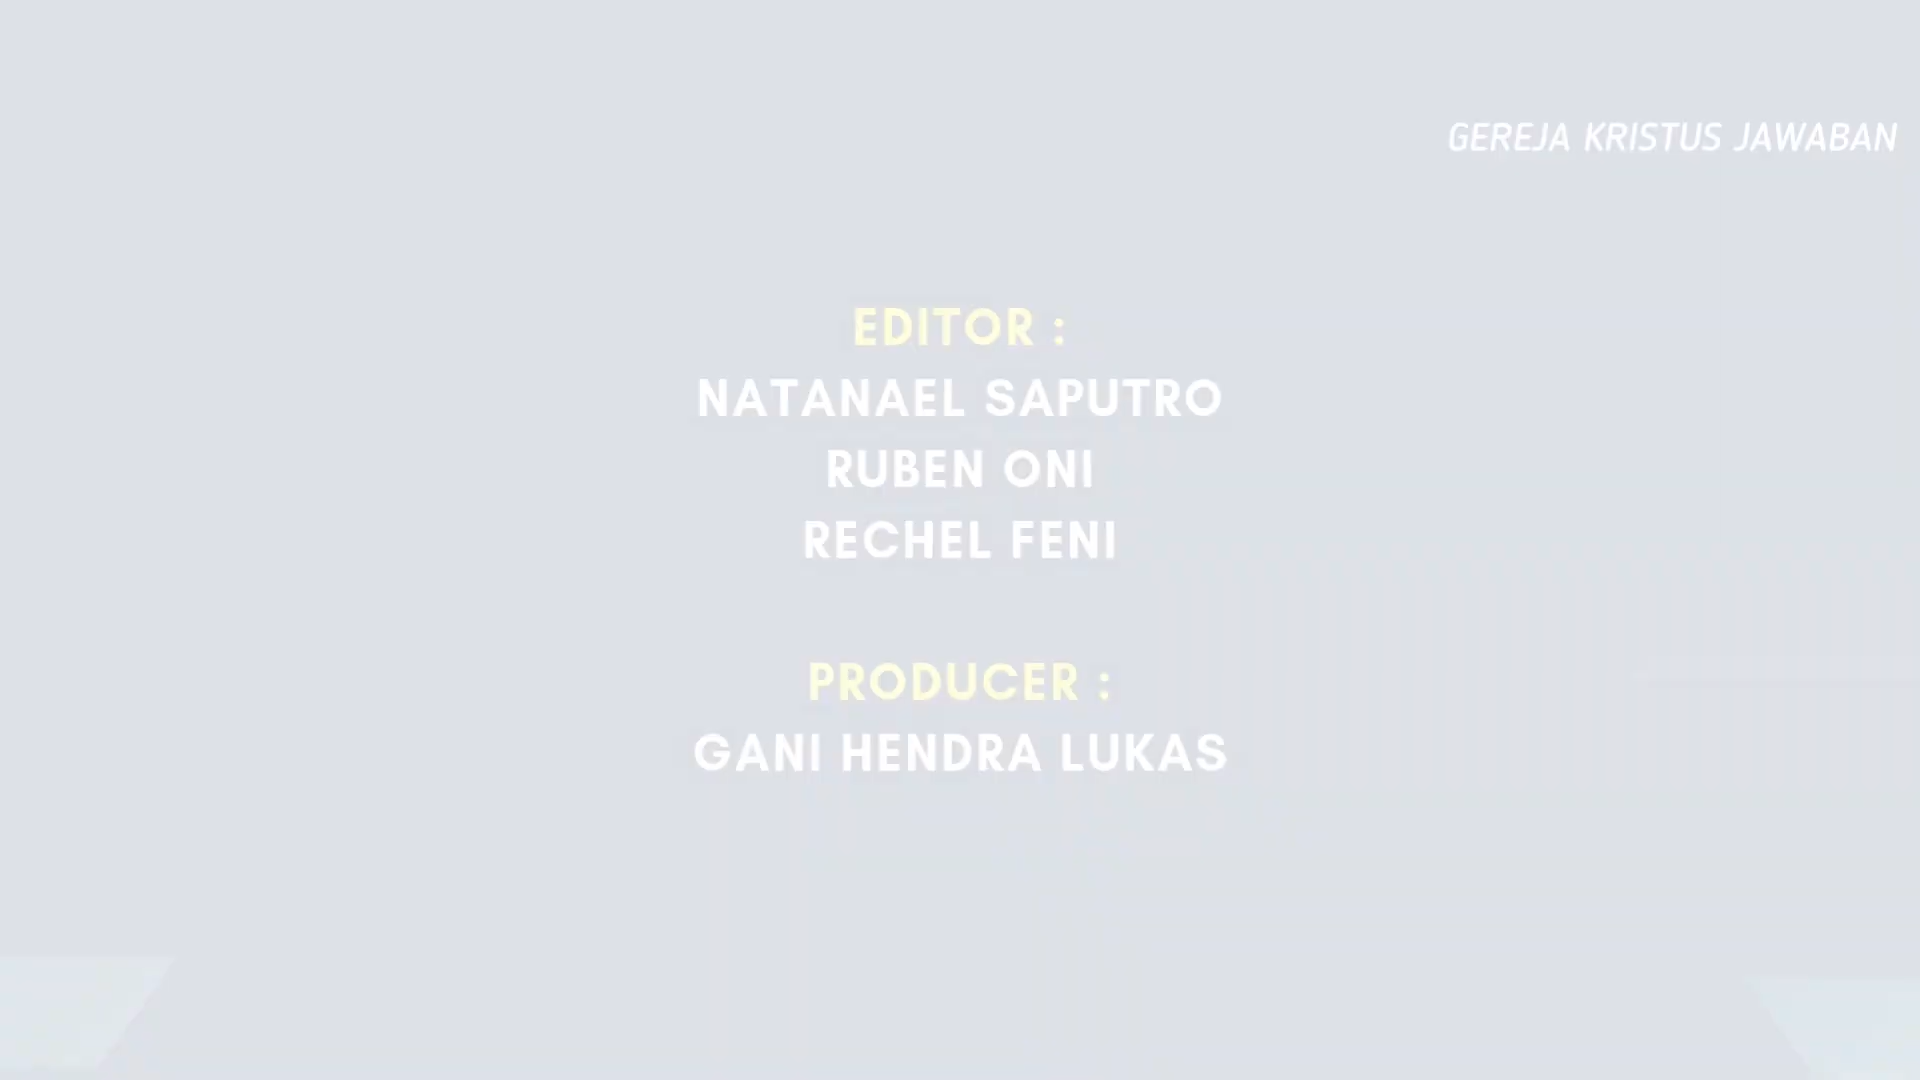 GEREJA KRISTUS JAWABAN
EDITOR :
NATANAEL SAPUTRO
RUBEN ONI
RECHEL FENI
PRODUCER :
GANI HENDRA LUKAS